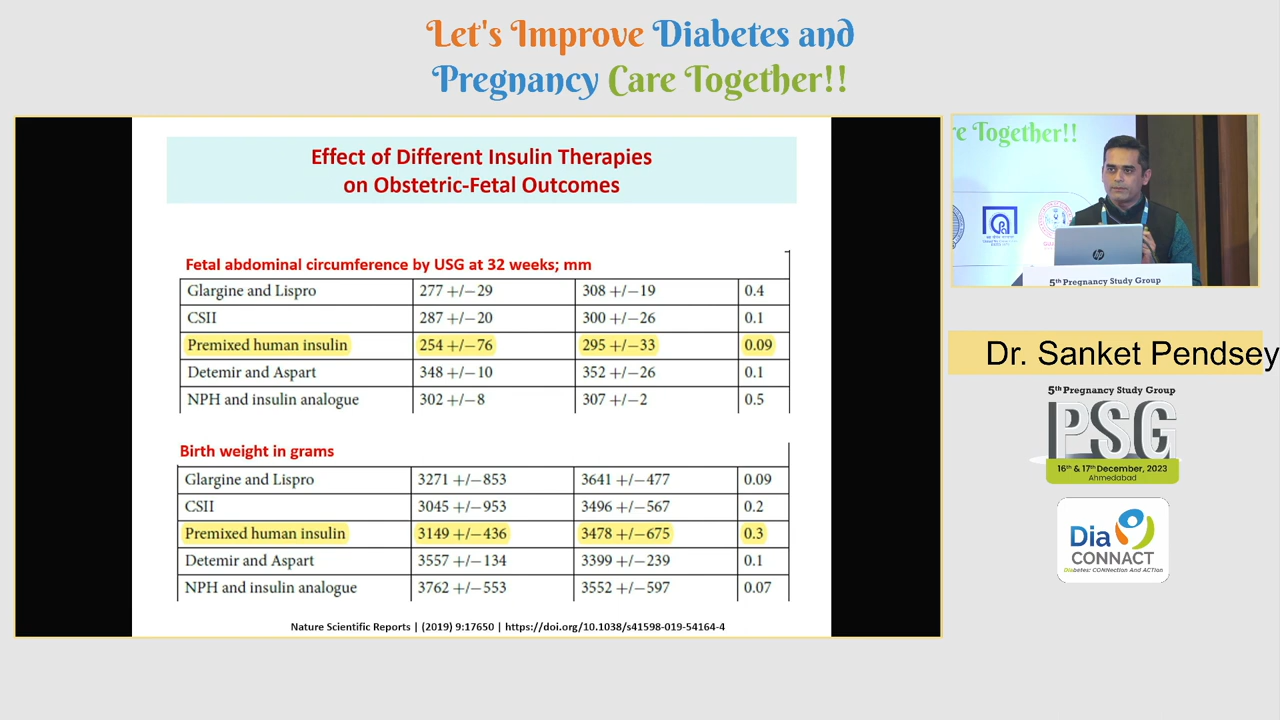 Let's Improve Diabetes and
Pregnancy Care Together!!
Effect of Different Insulin Therapies
on Obstetric-Fetal Outcomes
Fetal abdominal circumference by USG at 32 weeks; mm
Glargine and Lispro 277 +/−29 308 +/−19 0.4
CSII 287 +/−20 300 +/−26 0.1
Premixed human insulin 254 +/−76 295 +/−33 0.09
Detemir and Aspart 348 +/−10 352 +/−26 0.1
NPH and insulin analogue 302 +/−8 307 +/−2 0.5
Birth weight in grams
Glargine and Lispro 3271 +/−853 3641 +/−477 0.09
CSII 3045 +/−953 3496 +/−567 0.2
Premixed human insulin 3149 +/−436 3478 +/−675 0.3
Detemir and Aspart 3557 +/−134 3399 +/−239 0.1
NPH and insulin analogue 3762 +/−553 3552 +/−597 0.07
Nature Scientific Reports | (2019) 9:17650 | https://doi.org/10.1038/s41598-019-54164-4
re Together!!
hp
5th Pregnancy Study Group
Dr. Sanket Pendsey
5th Pregnancy Study Group
PSG
16th & 17th December, 2023
Ahmedabad
Dia
CONNACT
Diabetes: CONNection And ACTion